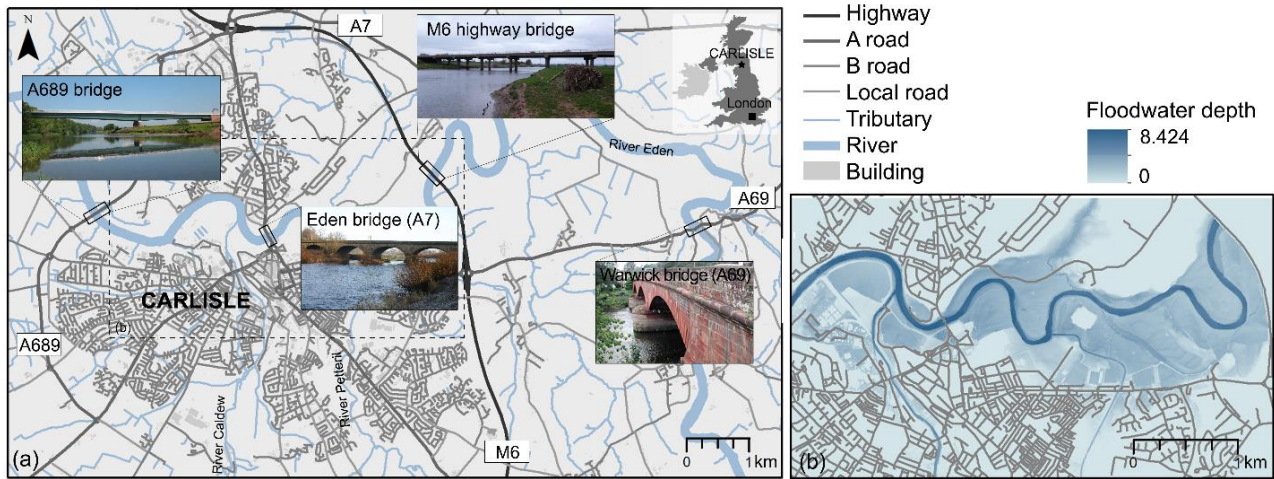 N
A7
M6 highway bridge
CARLISLE
London
A689 bridge
River Eden
A69
Eden bridge (A7)
Warwick bridge (A69)
CARLISLE
(b)
A689
River Caldew
River Petteril
M6
0 1km
(a)
Highway
A road
B road
Local road
Tributary
River
Building
Floodwater depth
8.424
0
(b)
0 1 km